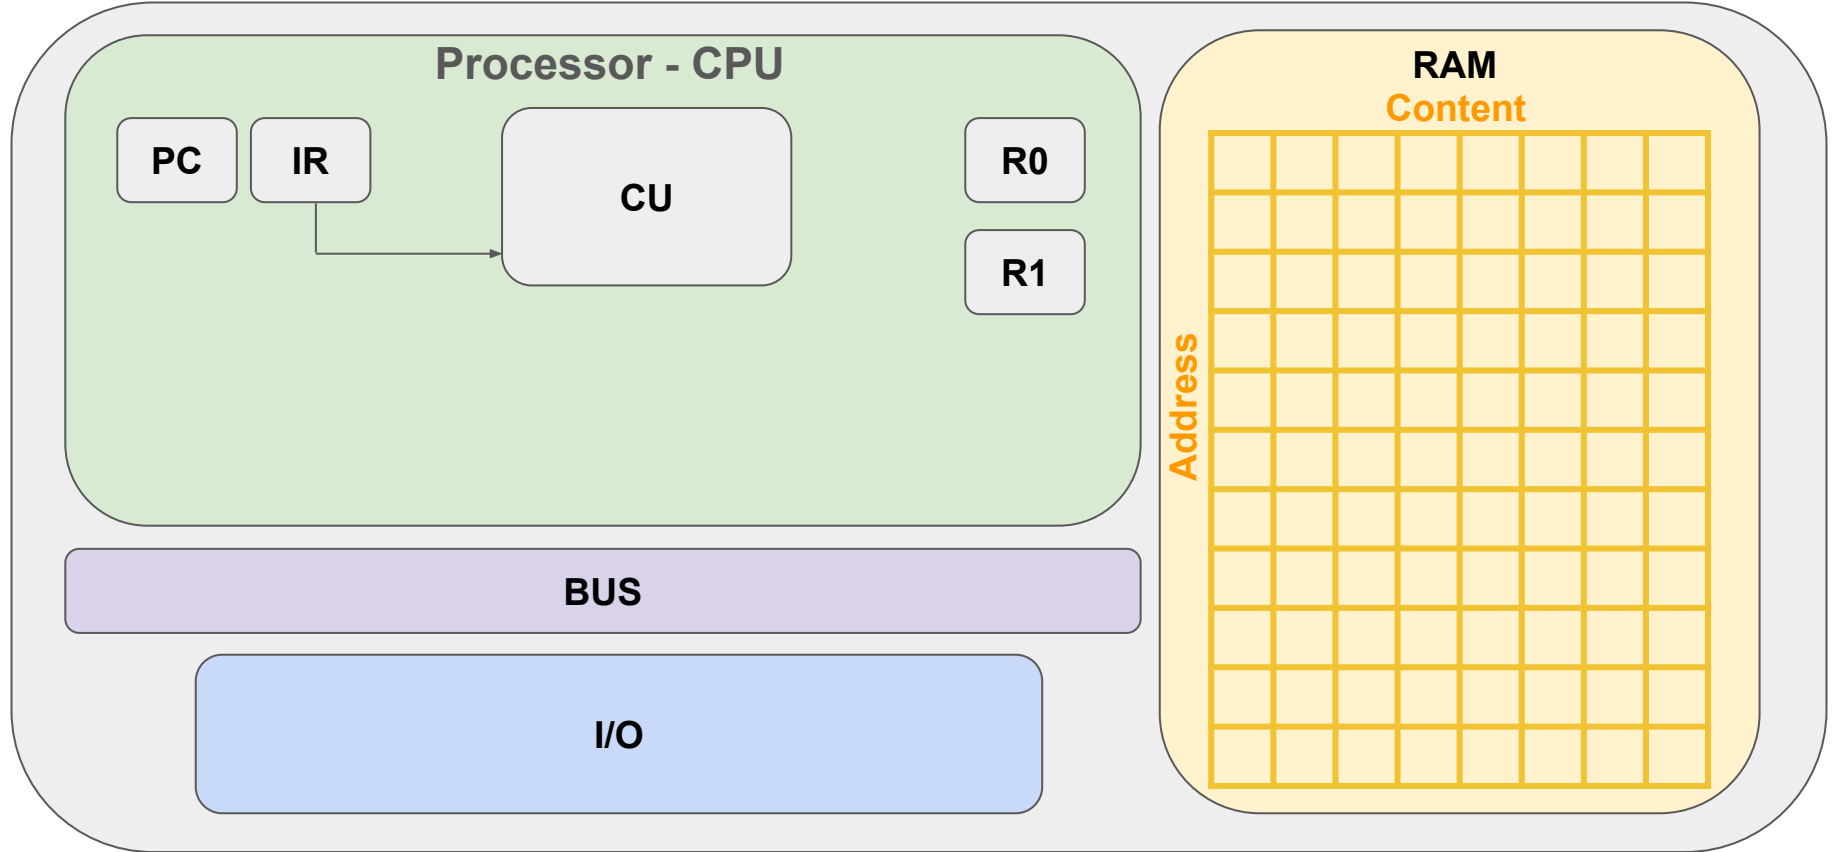 Processor - CPU
PC
IR
CU
R0
R1
BUS
I/O
RAM
Content
Address